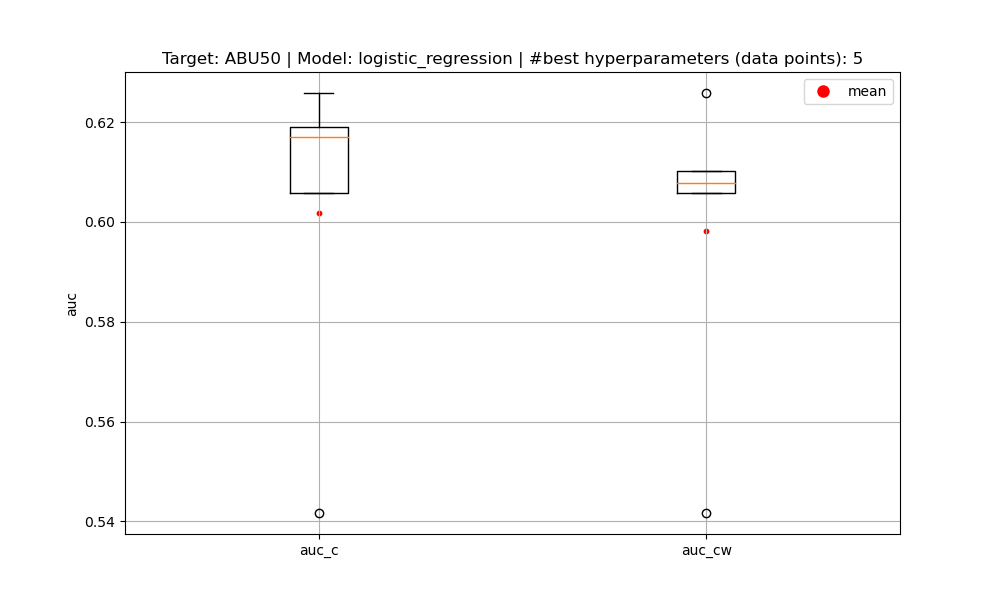 Target: ABU50 | Model: logistic_regression | #best hyperparameters (data points): 5
mean
0.62
0.60
0.58
0.56
0.54
auc
auc_c
auc_cw